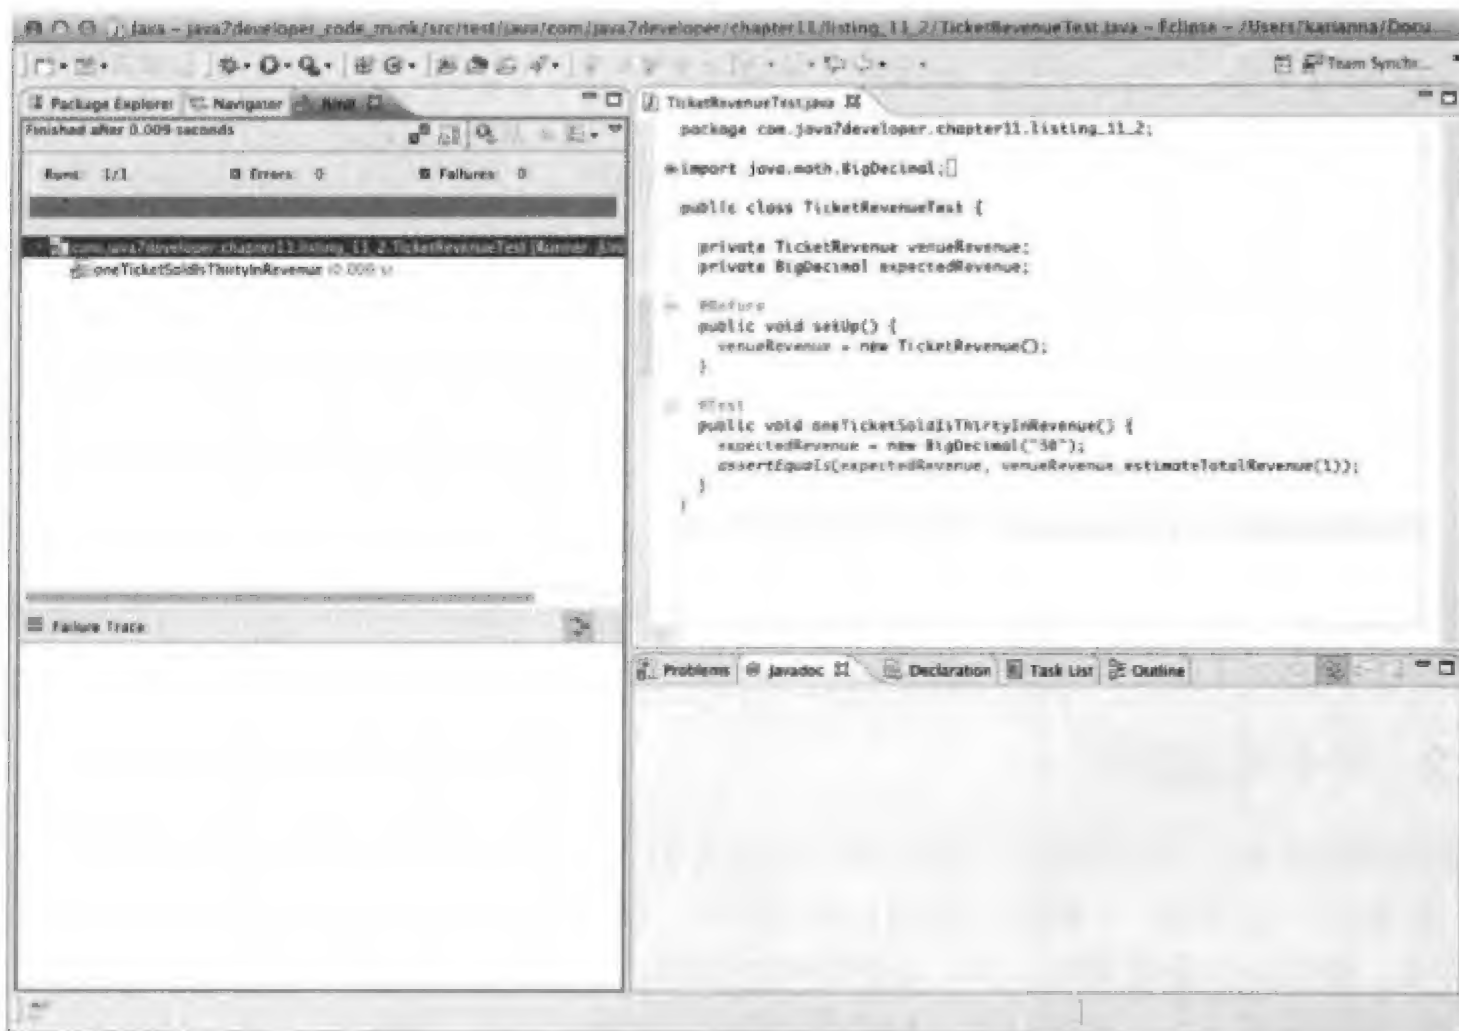 Java - java7developer_code_trunk/src/test/java/com/java7developer/chapter11/listing_11_2/TicketRevenueTest.java - Eclipse - /Users/karianna/Docu...
Team Synchr...
Package Explorer Navigator JUnit
Finished after 0.009 seconds
Runs: 1/1 Errors: 0 Failures: 0
com.java7developer.chapter11.listing_11_2.TicketRevenueTest [Runner: JUn
oneTicketSoldIsThirtyInRevenue (0.000 s)
Failure Trace
TicketRevenueTest.java
package com.java7developer.chapter11.listing_11_2;
import java.math.BigDecimal;
public class TicketRevenueTest {
private TicketRevenue venueRevenue;
private BigDecimal expectedRevenue;
@Before
public void setUp() {
venueRevenue = new TicketRevenue();
}
@Test
public void oneTicketSoldIsThirtyInRevenue() {
expectedRevenue = new BigDecimal("30");
assertEquals(expectedRevenue, venueRevenue.estimateTotalRevenue(1));
}
}
Problems Javadoc Declaration Task List Outline